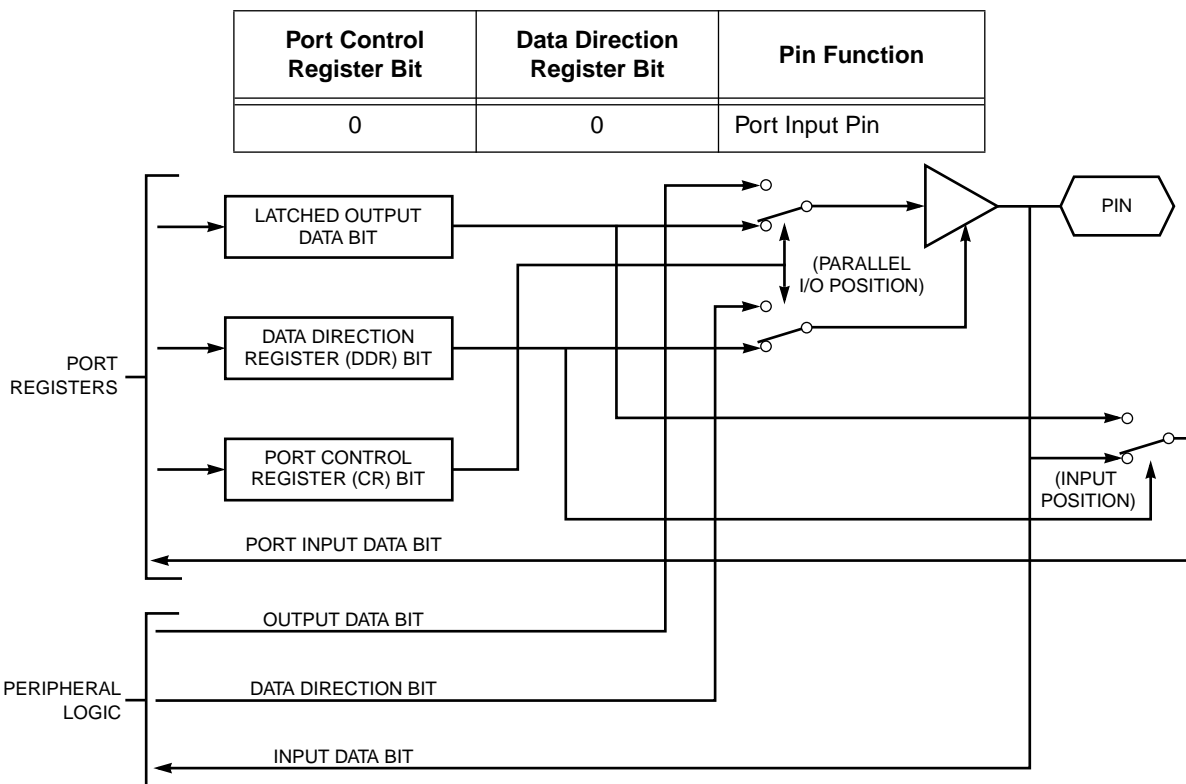 Port Control
Register Bit
Data Direction
Register Bit
Pin Function
0
0
Port Input Pin
LATCHED OUTPUT
DATA BIT
PIN
(PARALLEL
I/O POSITION)
DATA DIRECTION
REGISTER (DDR) BIT
PORT
REGISTERS
PORT CONTROL
REGISTER (CR) BIT
(INPUT
POSITION)
PORT INPUT DATA BIT
OUTPUT DATA BIT
PERIPHERAL
LOGIC
DATA DIRECTION BIT
INPUT DATA BIT